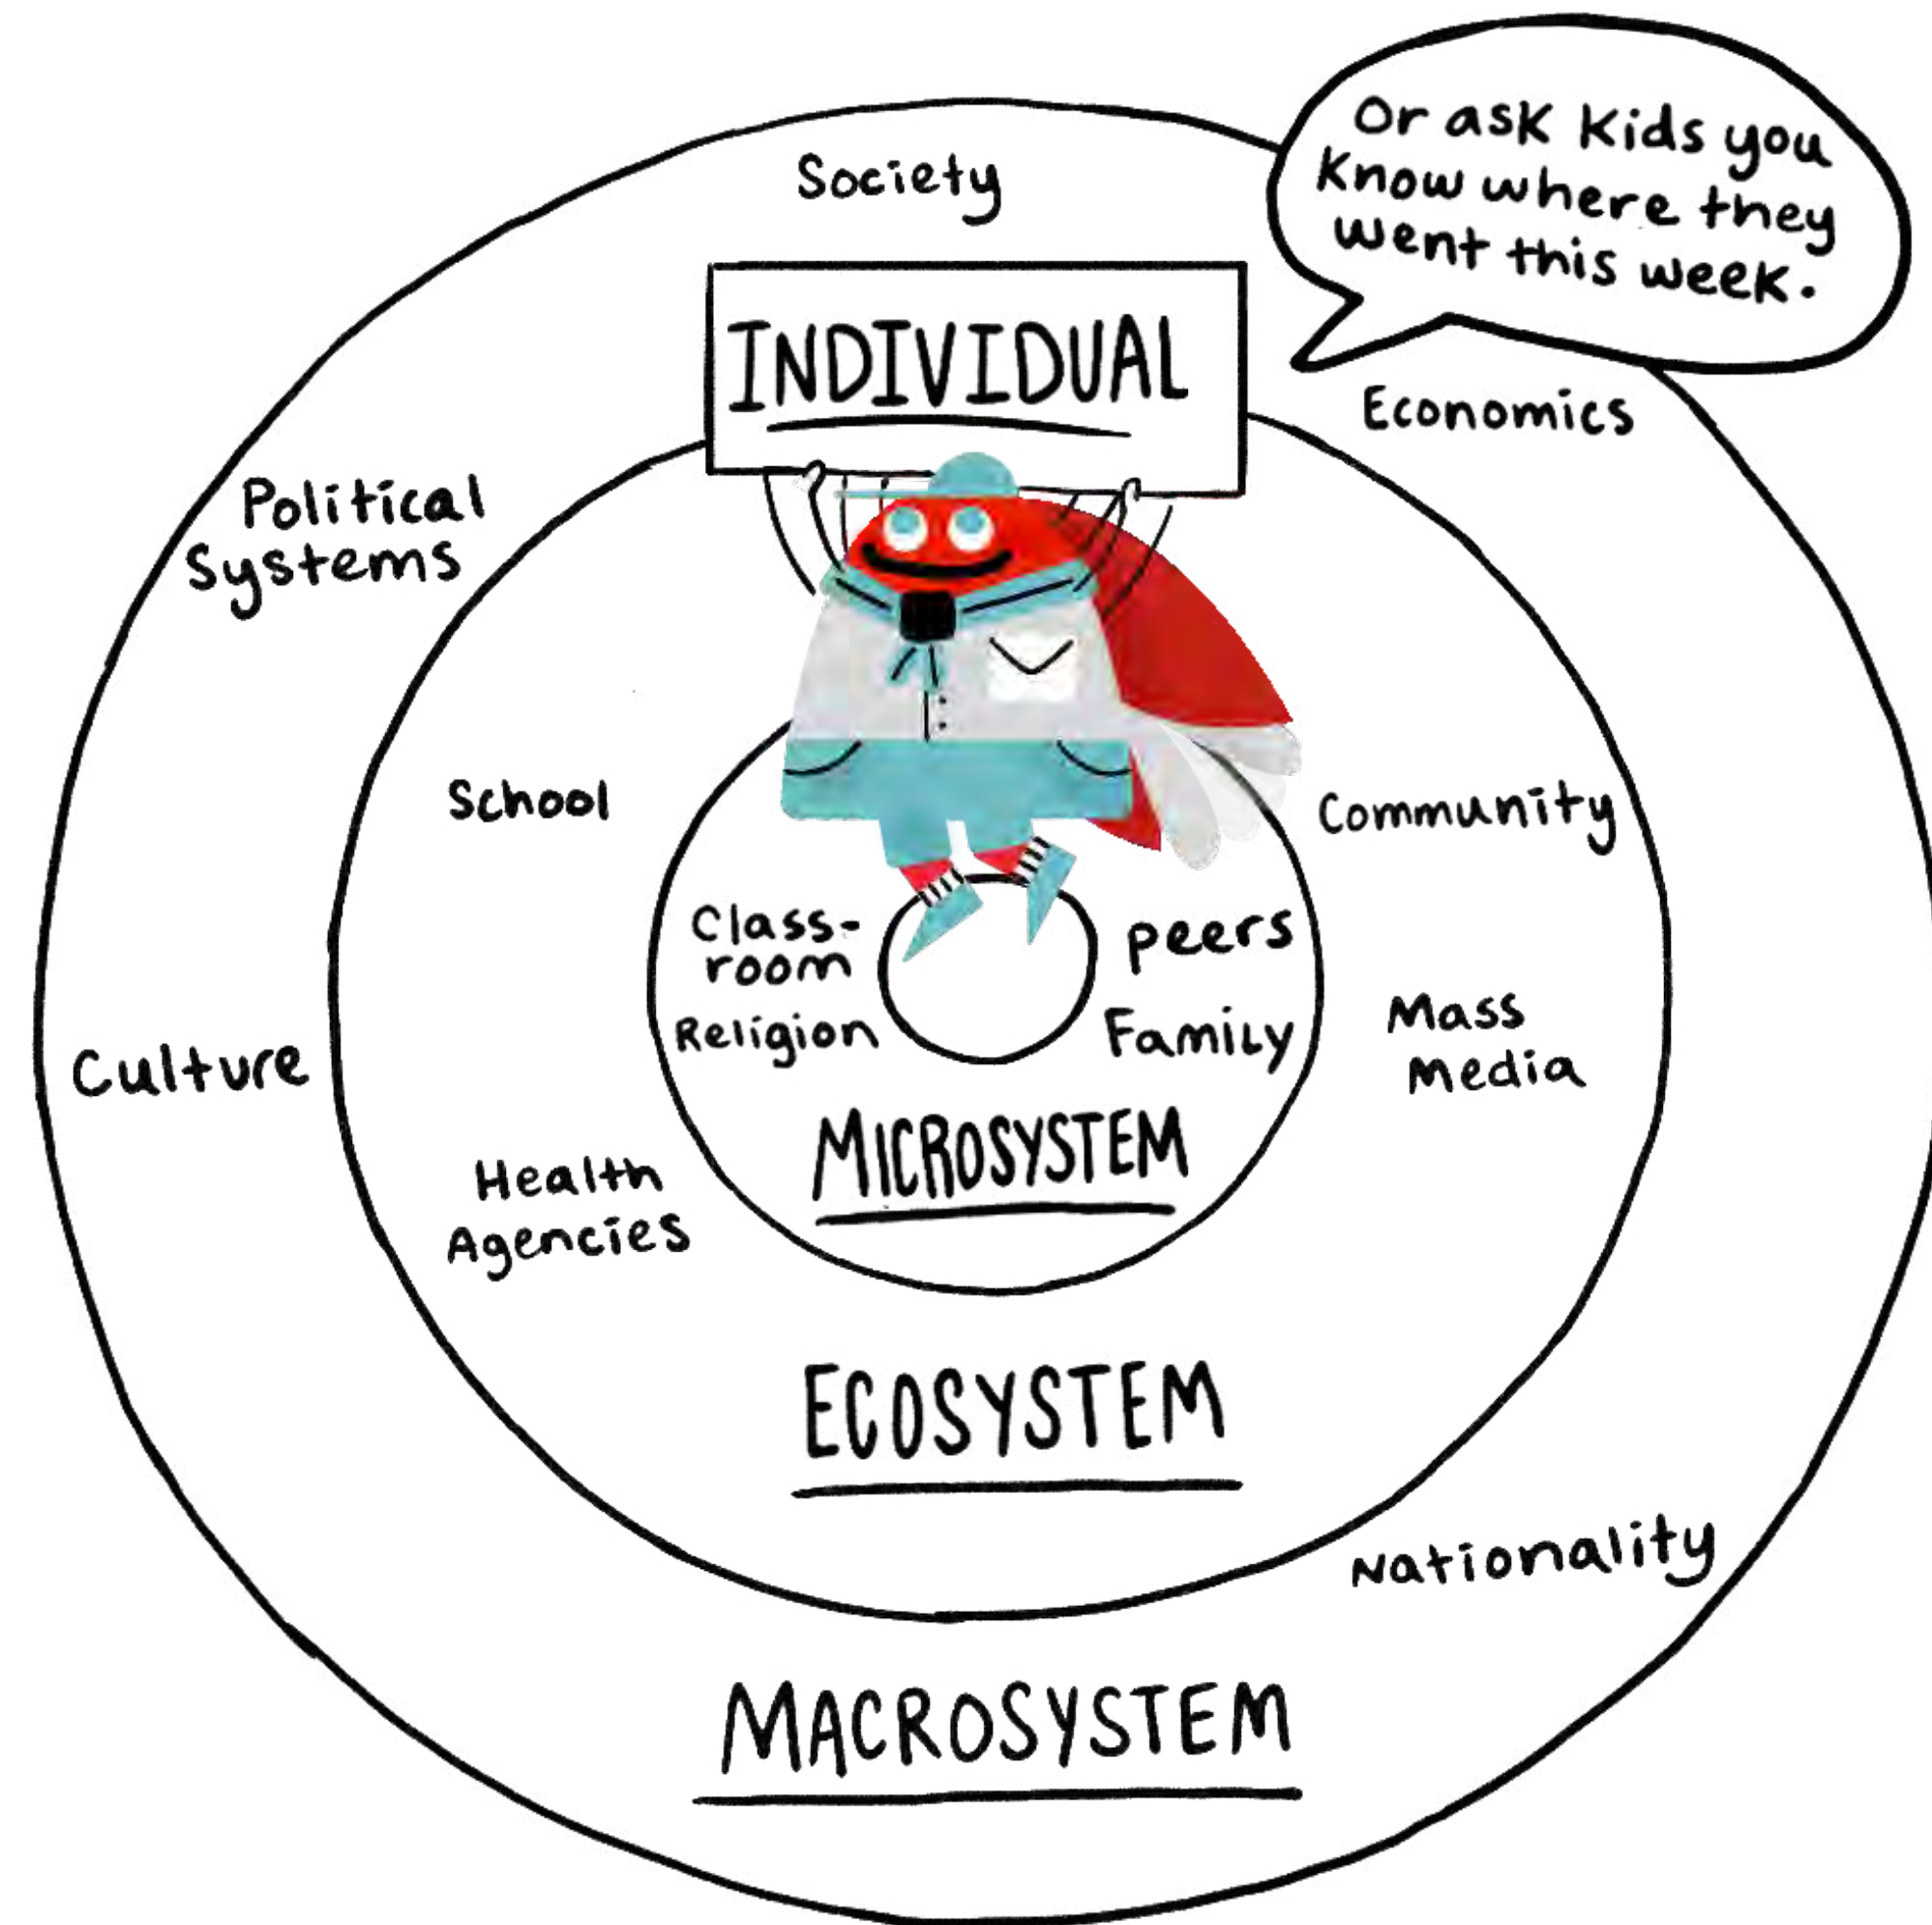 Or ask kids you
know where they
went this week.
Society
INDIVIDUAL
Economics
Political
Systems
School
Community
Class-
room
peers
Religion
Family
Mass
Media
Culture
MICROSYSTEM
Health
Agencies
ECOSYSTEM
Nationality
MACROSYSTEM